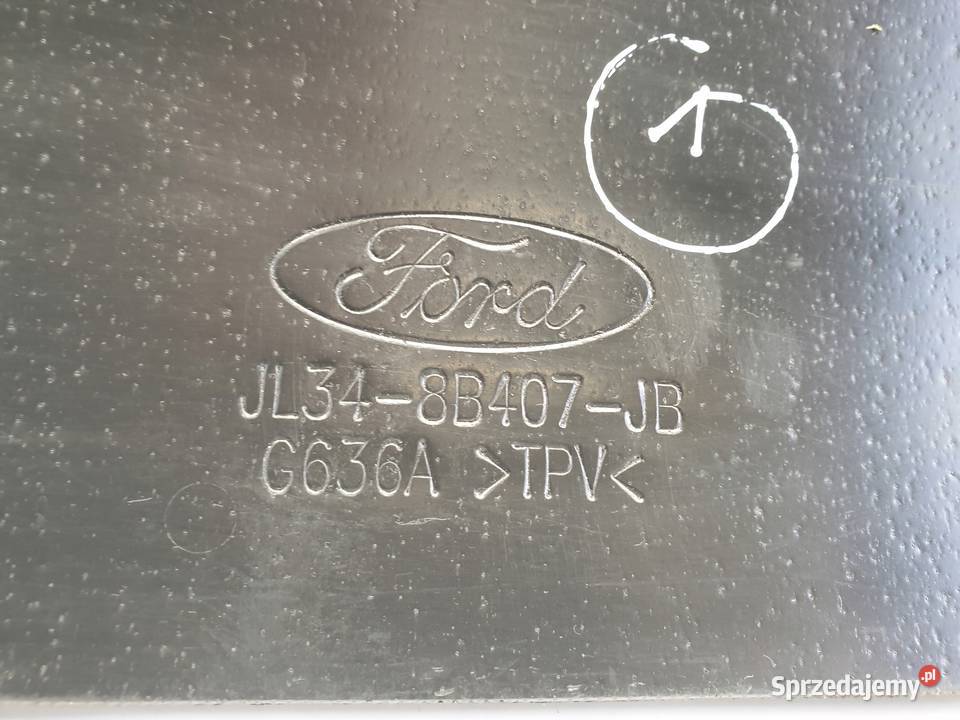 1
Ford
JL34-8B407-JB
G636A >TPV<
Sprzedajemy.pl